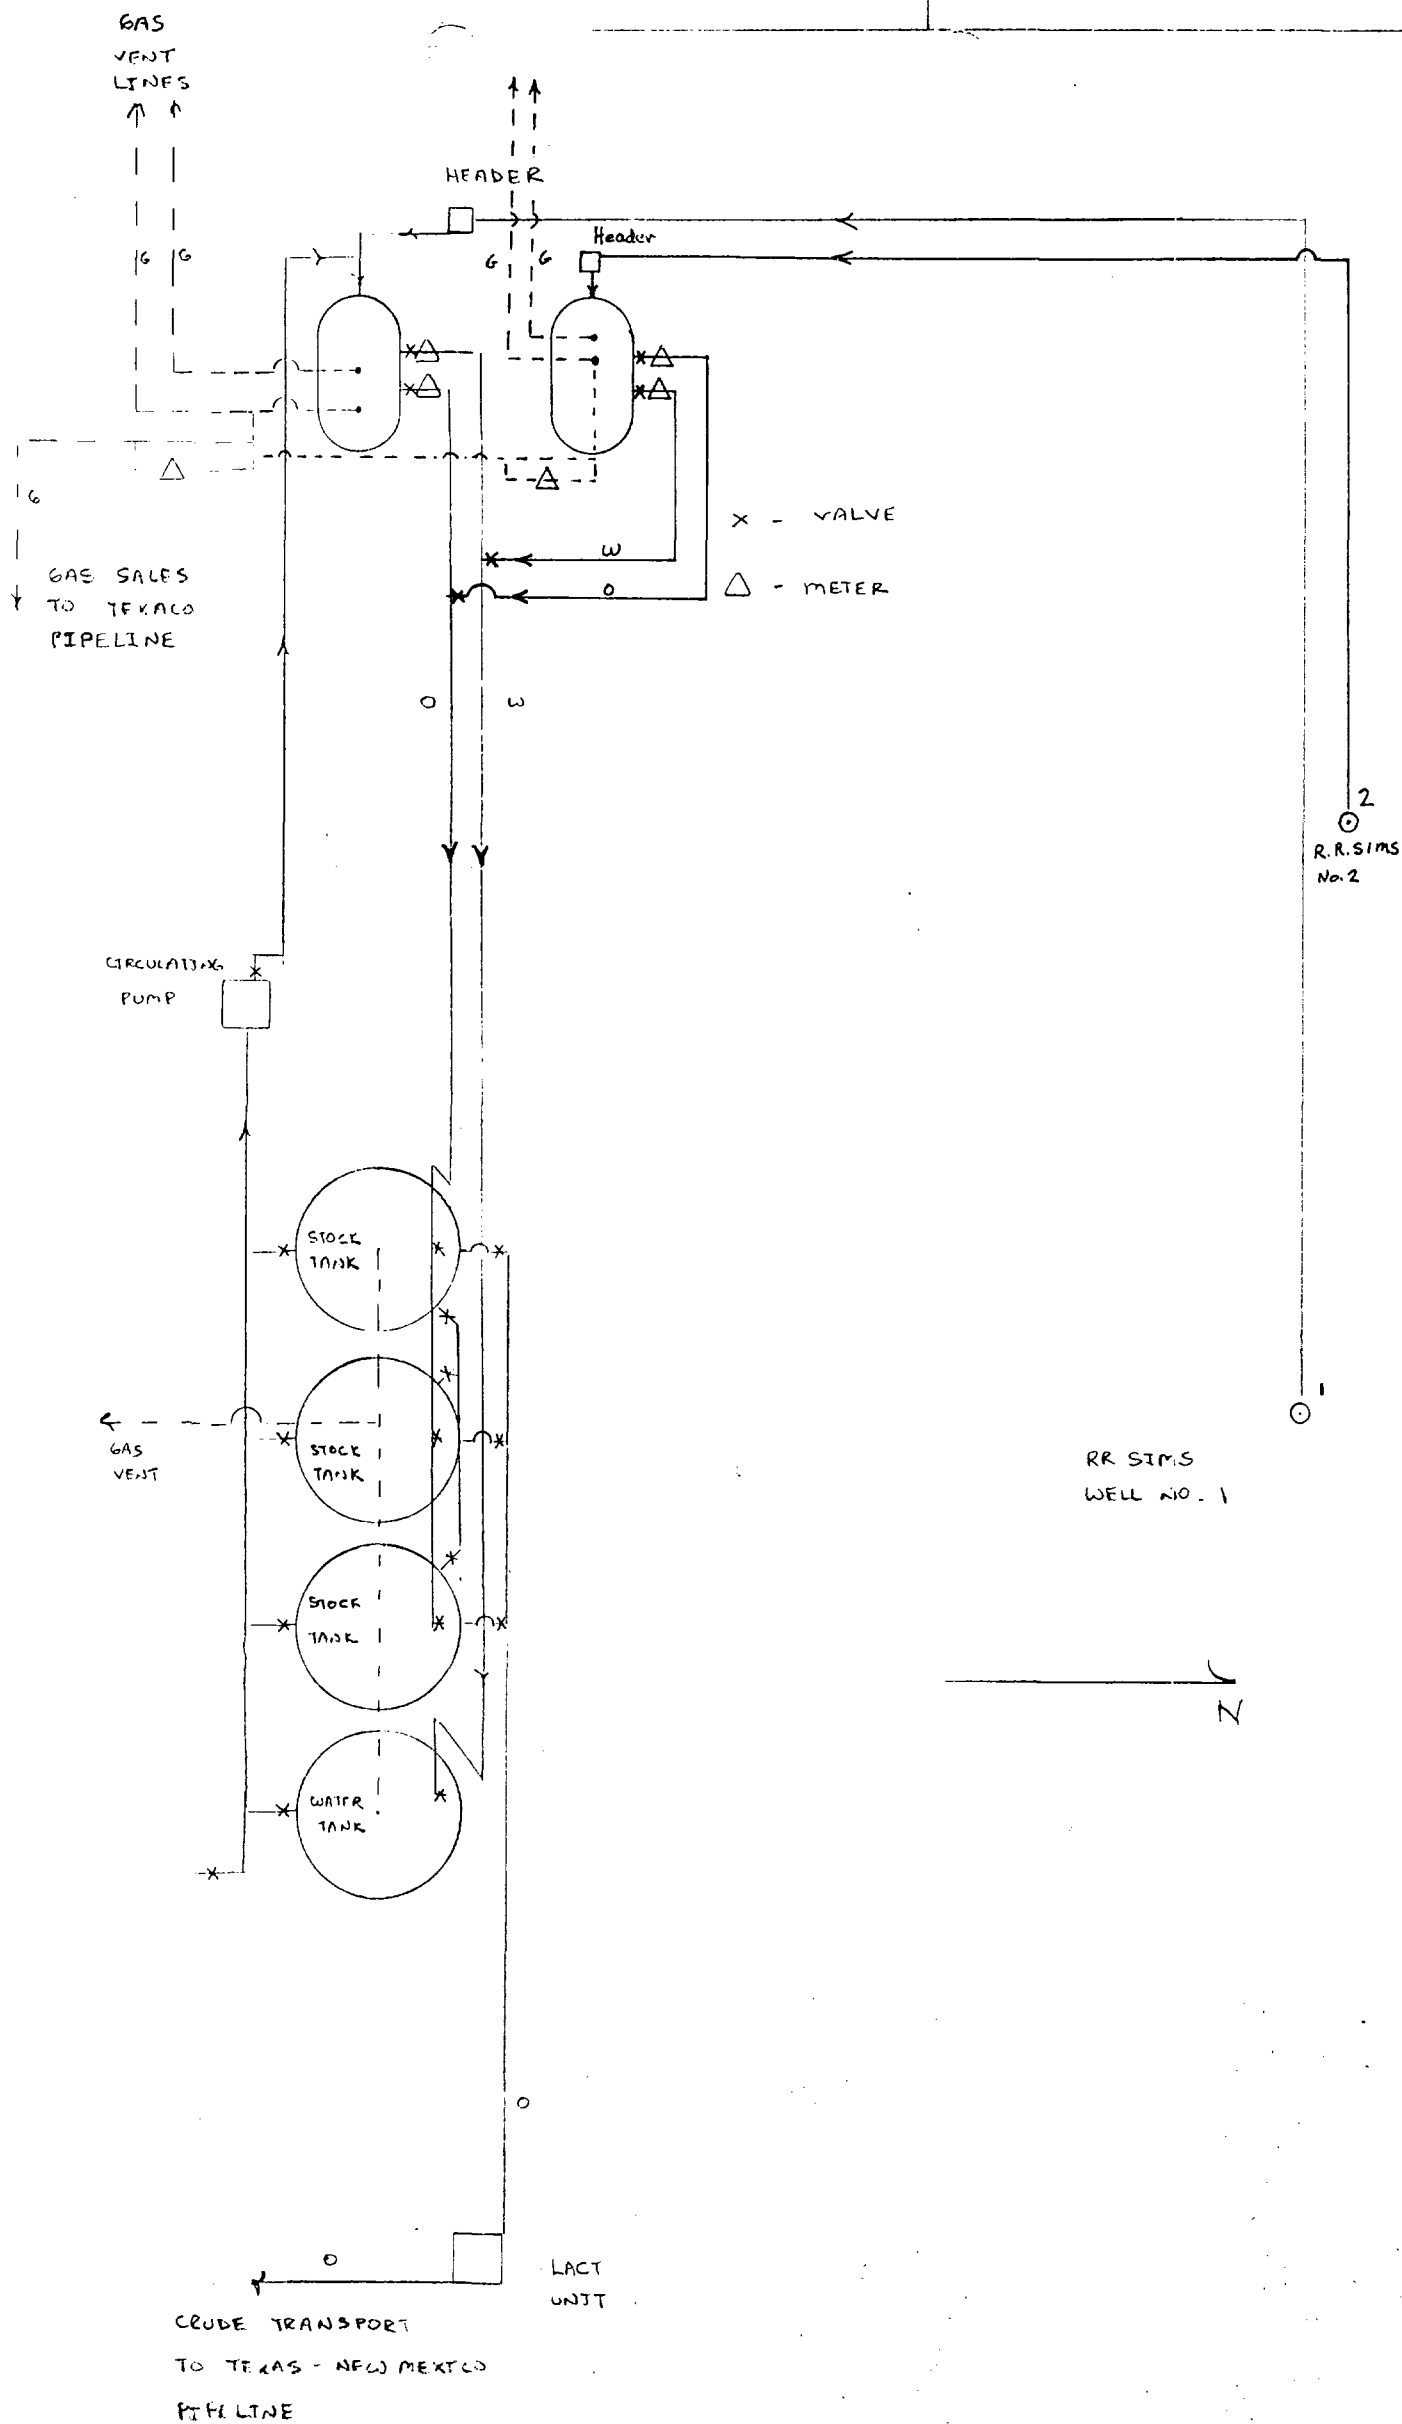 GAS
VENT
LINES
HEADER
Header
G
G
G
G
G
X - VALVE
△ - METER
W
O
GAS SALES
TO TEXACO
PIPELINE
O
W
2
R.R.SIMS
No.2
CIRCULATING
PUMP
STOCK
TANK
1
GAS
VENT
STOCK
TANK
RR SIMS
WELL NO. 1
STOCK
TANK
N
WATER
TANK
O
O
LACT
UNIT
CRUDE TRANSPORT
TO TEXAS - NEW MEXICO
PIPELINE